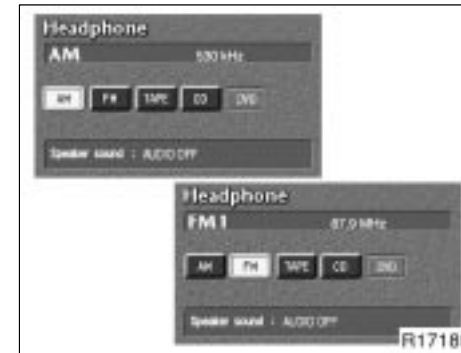 Headphone
AM 530 kHz
AM FM TAPE CD DVD
Speaker sound : AUDIO OFF
Headphone
FM1 87.9 MHz
AM FM TAPE CD DVD
Speaker sound : AUDIO OFF
R1718